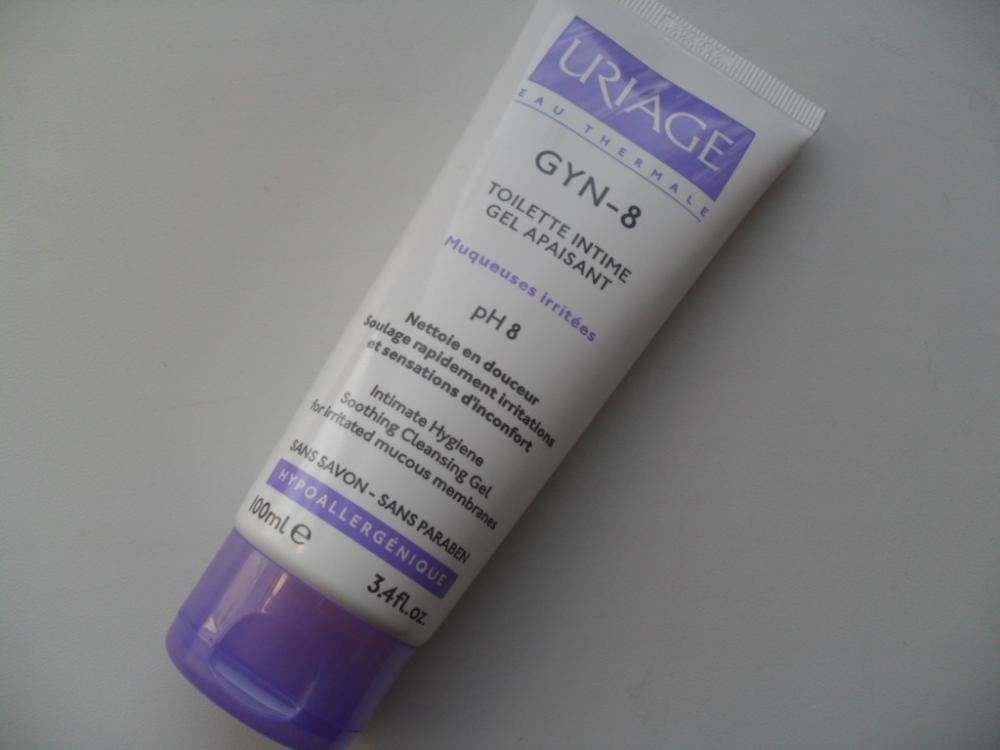 URIAGE
EAU THERMALE
GYN-8
TOILETTE INTIME
GEL APAISANT
Muqueuses irritées
pH 8
Nettoie en douceur
Soulage rapidement irritations
et sensations d'inconfort
Intimate Hygiene
Soothing Cleansing Gel
for irritated mucous membranes
SANS SAVON - SANS PARABEN
HYPOALLERGÉNIQUE
100ml e
3.4fl.oz.